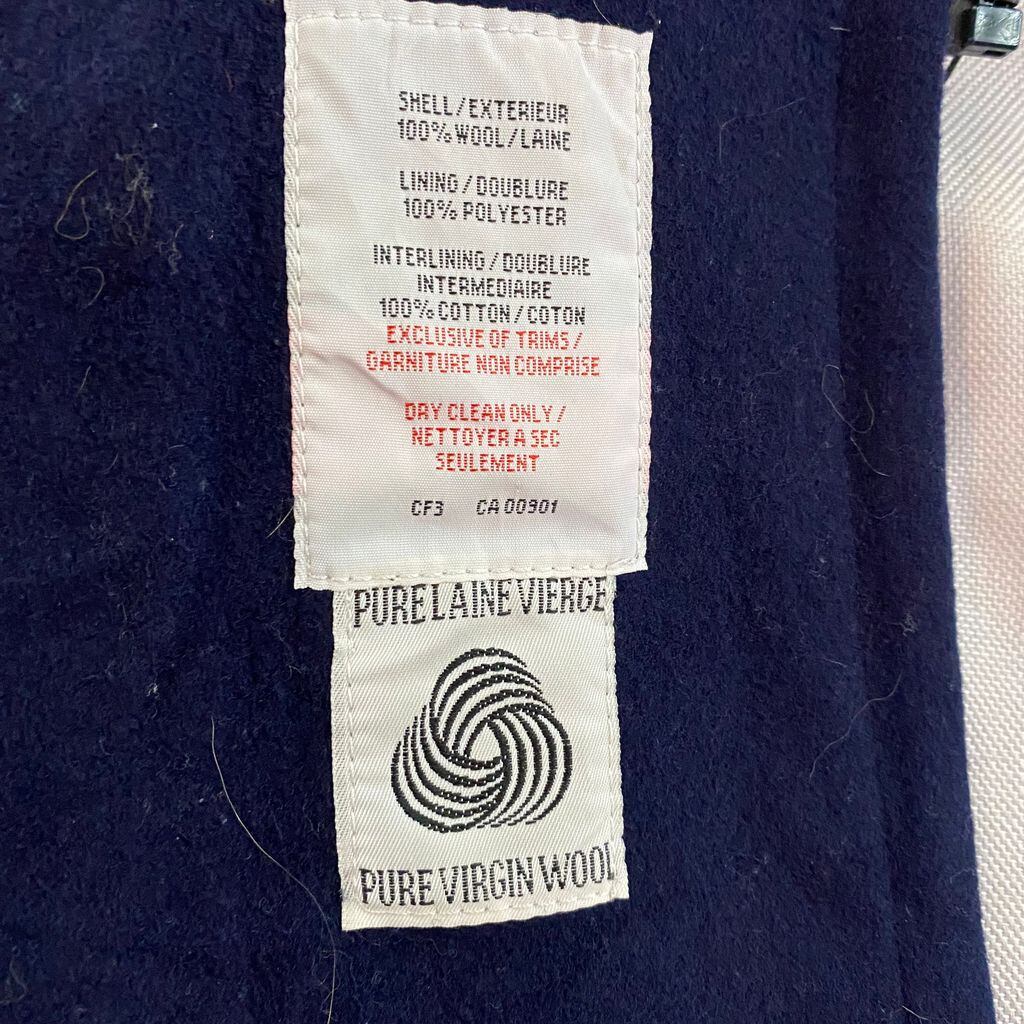 SHELL/EXTERIEUR
100% WOOL/LAINE
LINING/DOUBLURE
100% POLYESTER
INTERLINING/DOUBLURE
INTERMEDIAIRE
100% COTTON/COTON
EXCLUSIVE OF TRIMS/
GARNITURE NON COMPRISE
DRY CLEAN ONLY/
NETTOYER A SEC
SEULEMENT
CF3 CA 00901
PURE LAINE VIERGE
PURE VIRGIN WOOL